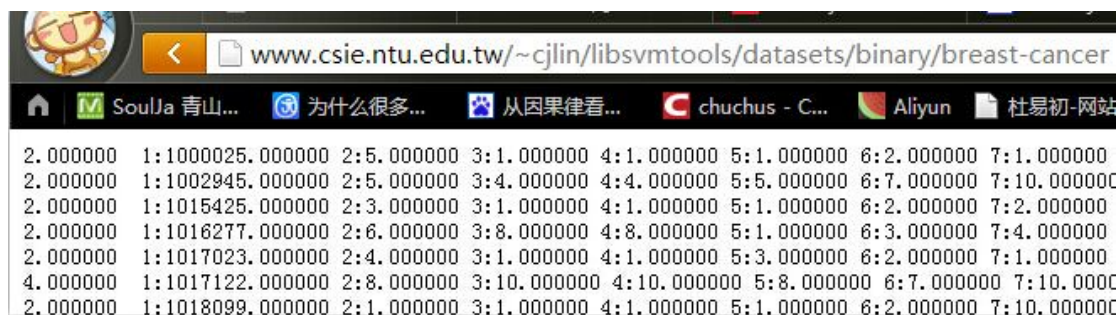 www.csie.ntu.edu.tw/~cjlin/libsvmtools/datasets/binary/breast-cancer
SoulJa 青山... 为什么很多... 从因果律看... chuchus - C... Aliyun 杜易初-网站
2.000000 1:1000025.000000 2:5.000000 3:1.000000 4:1.000000 5:1.000000 6:2.000000 7:1.000000
2.000000 1:1002945.000000 2:5.000000 3:4.000000 4:4.000000 5:5.000000 6:7.000000 7:10.000000
2.000000 1:1015425.000000 2:3.000000 3:1.000000 4:1.000000 5:1.000000 6:2.000000 7:2.000000
2.000000 1:1016277.000000 2:6.000000 3:8.000000 4:8.000000 5:1.000000 6:3.000000 7:4.000000
2.000000 1:1017023.000000 2:4.000000 3:1.000000 4:1.000000 5:3.000000 6:2.000000 7:1.000000
4.000000 1:1017122.000000 2:8.000000 3:10.000000 4:10.000000 5:8.000000 6:7.000000 7:10.0000
2.000000 1:1018099.000000 2:1.000000 3:1.000000 4:1.000000 5:1.000000 6:2.000000 7:10.000000